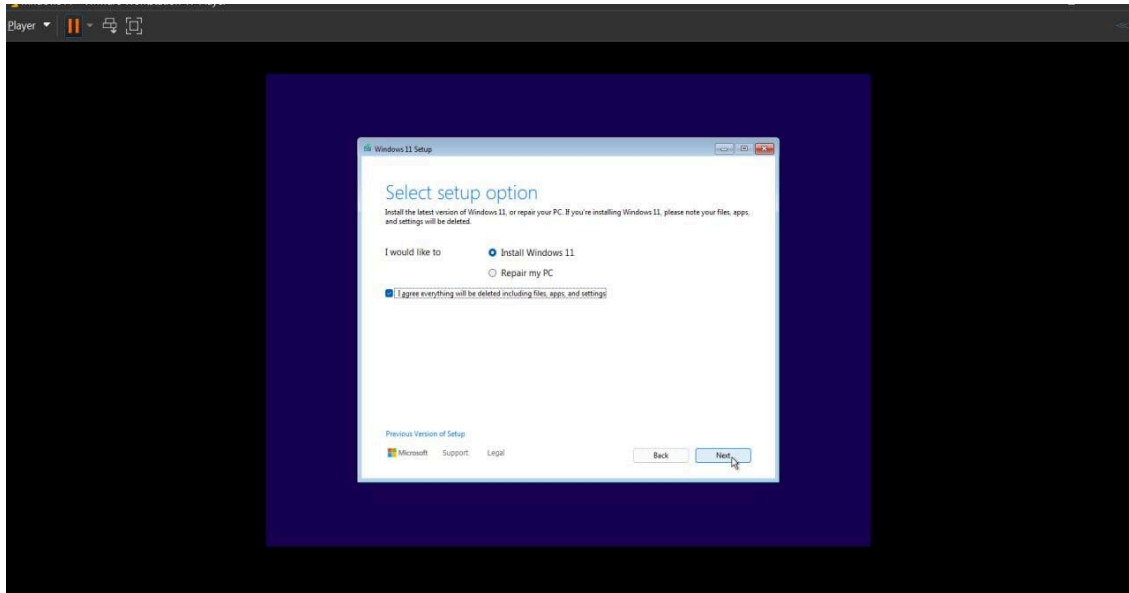 Player
Windows 11 Setup
Select setup option
Install the latest version of Windows 11, or repair your PC. If you're installing Windows 11, please note your files, apps,
and settings will be deleted.
I would like to
Install Windows 11
Repair my PC
I agree everything will be deleted including files, apps, and settings
Previous Version of Setup
Microsoft Support Legal
Back Next